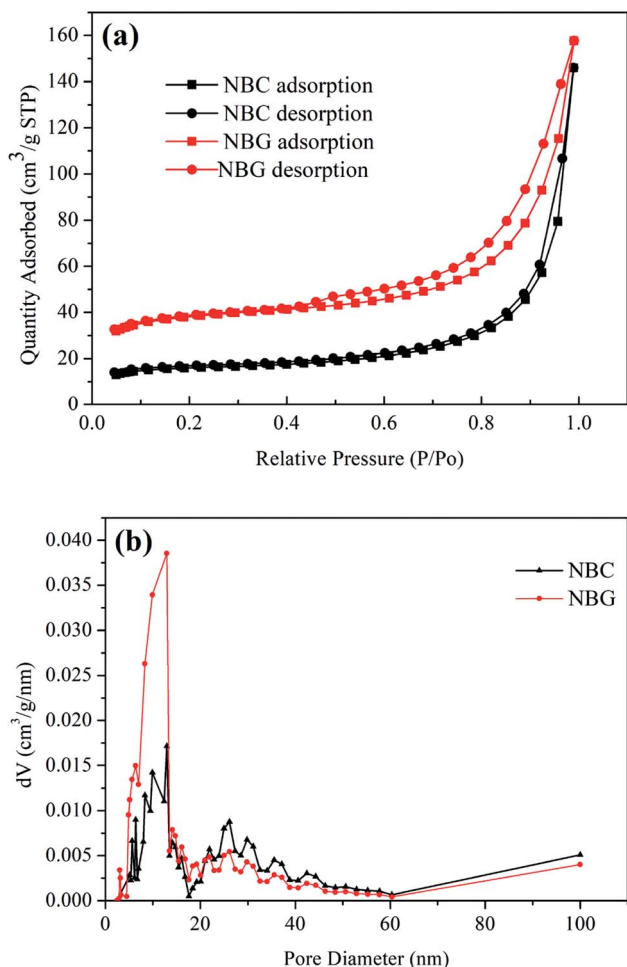 (a)
NBC adsorption
NBC desorption
NBG adsorption
NBG desorption
Quantity Adsorbed (cm³/g STP)
160
140
120
100
80
60
40
20
0
0.0 0.2 0.4 0.6 0.8 1.0
Relative Pressure (P/Po)
(b)
NBC
NBG
dV (cm³/g/nm)
0.040
0.035
0.030
0.025
0.020
0.015
0.010
0.005
0.000
0 20 40 60 80 100
Pore Diameter (nm)